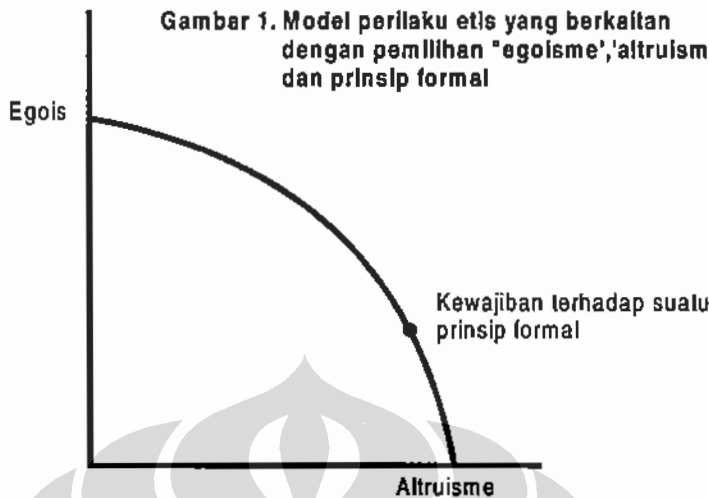 Gambar 1. Model perilaku etis yang berkaitan
dengan pemilihan "egoisme','altruism
dan prinsip formal
Egois
Kewajiban terhadap suatu
prinsip formal
Altruisme